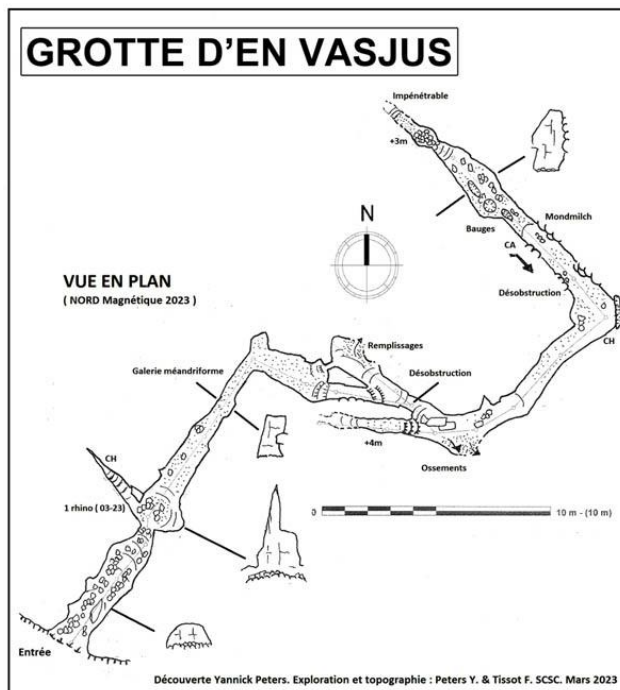 GROTTE D'EN VASJUS
Impénétrable
+3m
Mondmilch
Bauges
CA
N
VUE EN PLAN
( NORD Magnétique 2023 )
Désobstruction
CH
Remplissages
Galerie méandriforme
Désobstruction
+4m
Ossements
CH
1 rhino ( 03-23)
0 10 m - (10 m)
Entrée
Découverte Yannick Peters. Exploration et topographie : Peters Y. & Tissot F. SCSC. Mars 2023